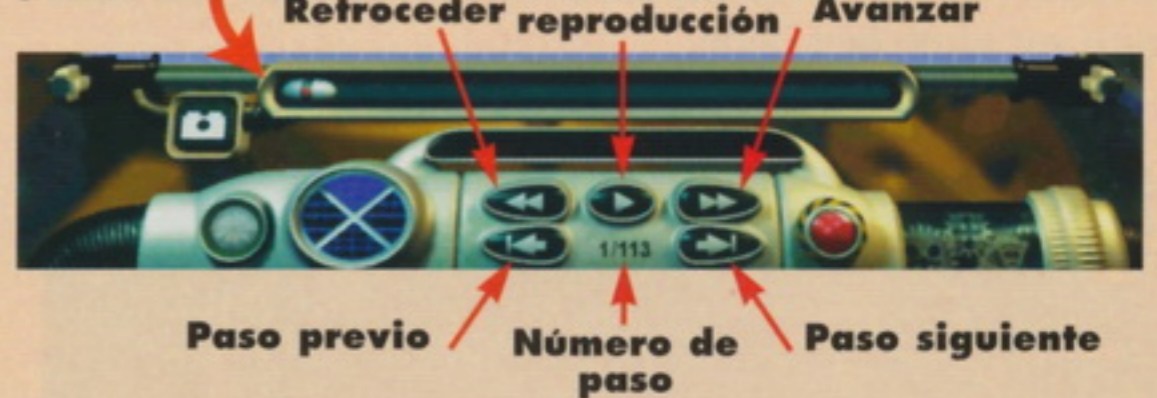 Retroceder
reproducción
Avanzar
1/113
Paso previo
Número de
paso
Paso siguiente